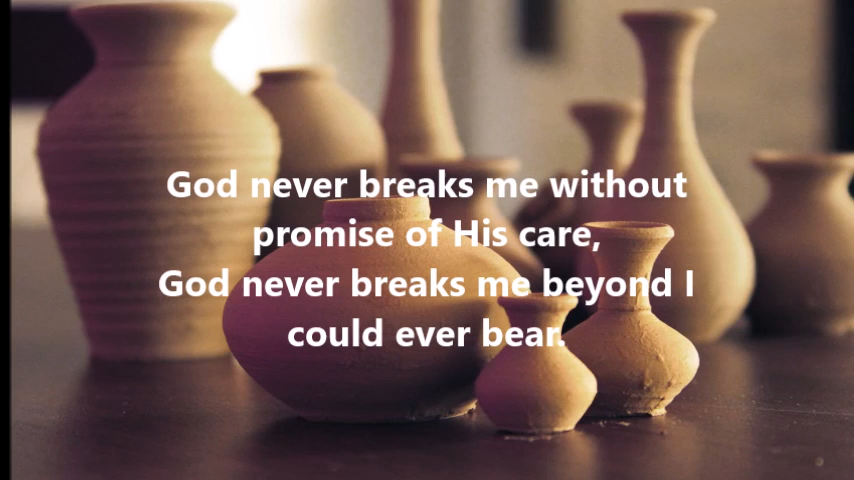 God never breaks me without
promise of His care,
God never breaks me beyond I
could ever bear.